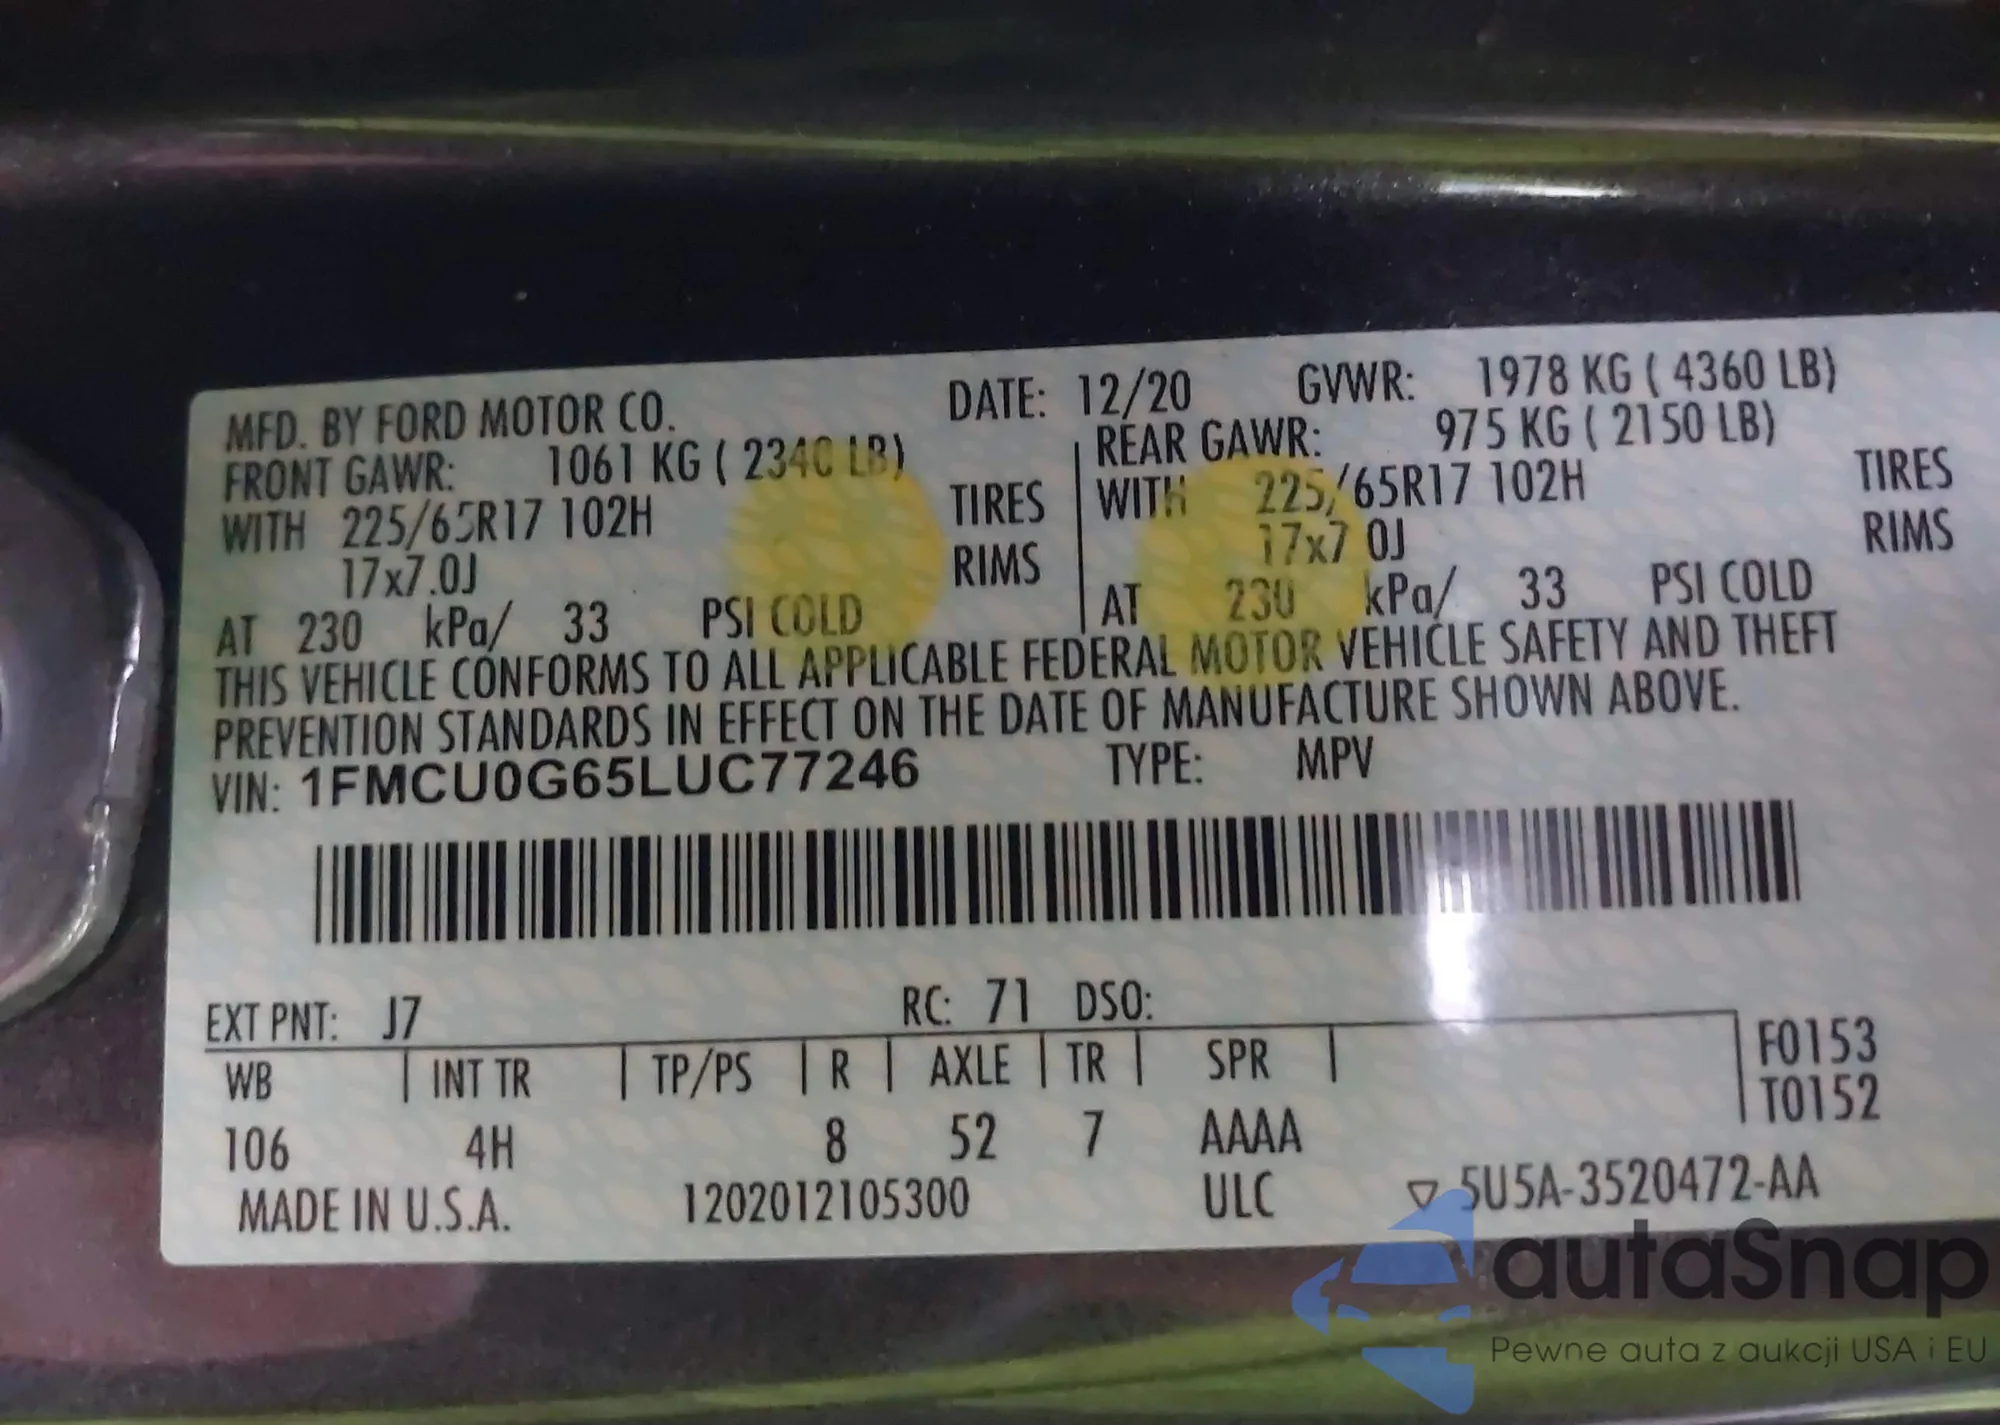 MFD. BY FORD MOTOR CO. DATE: 12/20 GVWR: 1978 KG ( 4360 LB)
FRONT GAWR: 1061 KG ( 2340 LB) REAR GAWR: 975 KG ( 2150 LB)
WITH 225/65R17 102H TIRES WITH 225/65R17 102H TIRES
17x7.0J RIMS 17x7.0J RIMS
AT 230 kPa/ 33 PSI COLD AT 230 kPa/ 33 PSI COLD
THIS VEHICLE CONFORMS TO ALL APPLICABLE FEDERAL MOTOR VEHICLE SAFETY AND THEFT
PREVENTION STANDARDS IN EFFECT ON THE DATE OF MANUFACTURE SHOWN ABOVE.
VIN: 1FMCU0G65LUC77246 TYPE: MPV
EXT PNT: J7 RC: 71 DSO:
WB INT TR TP/PS R AXLE TR SPR F0153
T0152
106 4H 8 52 7 AAAA
MADE IN U.S.A. 1202012105300 ULC ▽ 5U5A-3520472-AA
autaSnap
Pewne auta z aukcji USA i EU